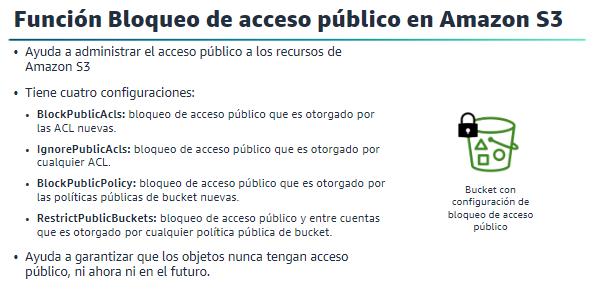 Función Bloqueo de acceso público en Amazon S3
• Ayuda a administrar el acceso público a los recursos de
Amazon S3
• Tiene cuatro configuraciones:
• BlockPublicAcls: bloqueo de acceso público que es otorgado por
las ACL nuevas.
• IgnorePublicAcls: bloqueo de acceso público que es otorgado por
cualquier ACL.
• BlockPublicPolicy: bloqueo de acceso público que es otorgado por
las políticas públicas de bucket nuevas.
• RestrictPublicBuckets: bloqueo de acceso público y entre cuentas
que es otorgado por cualquier política pública de bucket.
• Ayuda a garantizar que los objetos nunca tengan acceso
público, ni ahora ni en el futuro.
Bucket con
configuración de
bloqueo de acceso
público